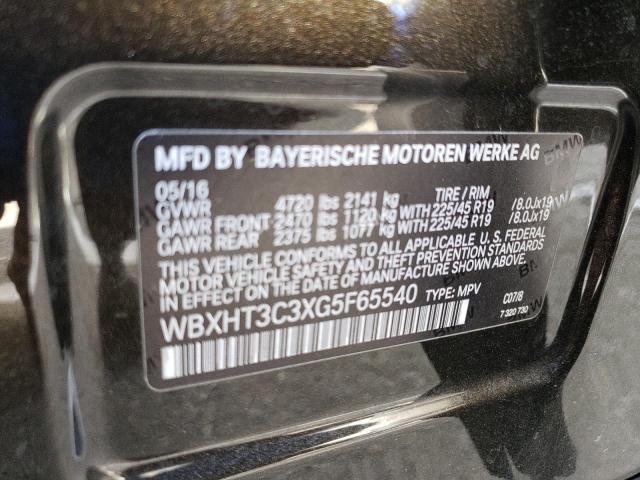 MFD BY BAYERISCHE MOTOREN WERKE AG
05/16 TIRE / RIM
GVWR 4720 lbs 2141 kg
GAWR FRONT 2470 lbs 1120 kg WITH 225/45 R19 /8.0Jx19
GAWR REAR 2375 lbs 1077 kg WITH 225/45 R19 /8.0Jx19
THIS VEHICLE CONFORMS TO ALL APPLICABLE U.S. FEDERAL
MOTOR VEHICLE SAFETY AND THEFT PREVENTION STANDARDS
IN EFFECT ON THE DATE OF MANUFACTURE SHOWN ABOVE.
WBXHT3C3XG5F65540 TYPE: MPV C07/8
7 320 730
BMW